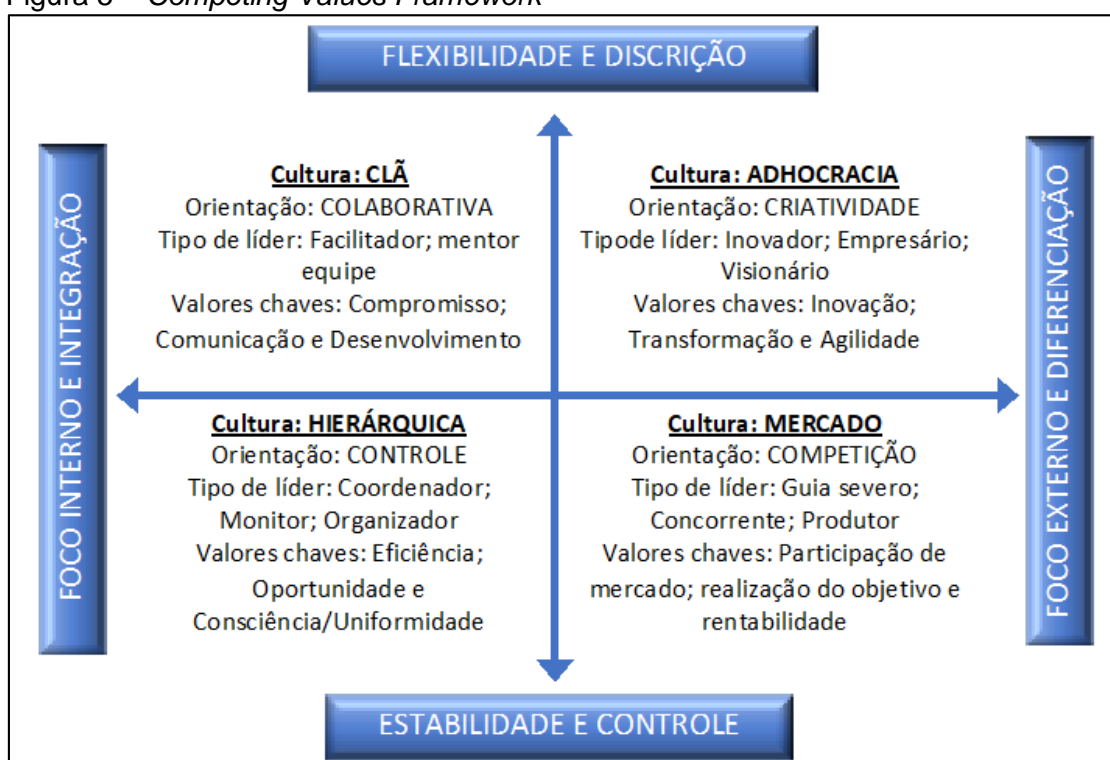 Figura 3 – Competing Values Framework
FLEXIBILIDADE E DISCRIÇÃO
FOCO INTERNO E INTEGRAÇÃO
Cultura: CLÃ
Orientação: COLABORATIVA
Tipo de líder: Facilitador; mentor
equipe
Valores chaves: Compromisso;
Comunicação e Desenvolvimento
Cultura: ADHOCRACIA
Orientação: CRIATIVIDADE
Tipode líder: Inovador; Empresário;
Visionário
Valores chaves: Inovação;
Transformação e Agilidade
FOCO EXTERNO E DIFERENCIAÇÃO
Cultura: HIERÁRQUICA
Orientação: CONTROLE
Tipo de líder: Coordenador;
Monitor; Organizador
Valores chaves: Eficiência;
Oportunidade e
Consciência/Uniformidade
Cultura: MERCADO
Orientação: COMPETIÇÃO
Tipo de líder: Guia severo;
Concorrente; Produtor
Valores chaves: Participação de
mercado; realização do objetivo e
rentabilidade
ESTABILIDADE E CONTROLE